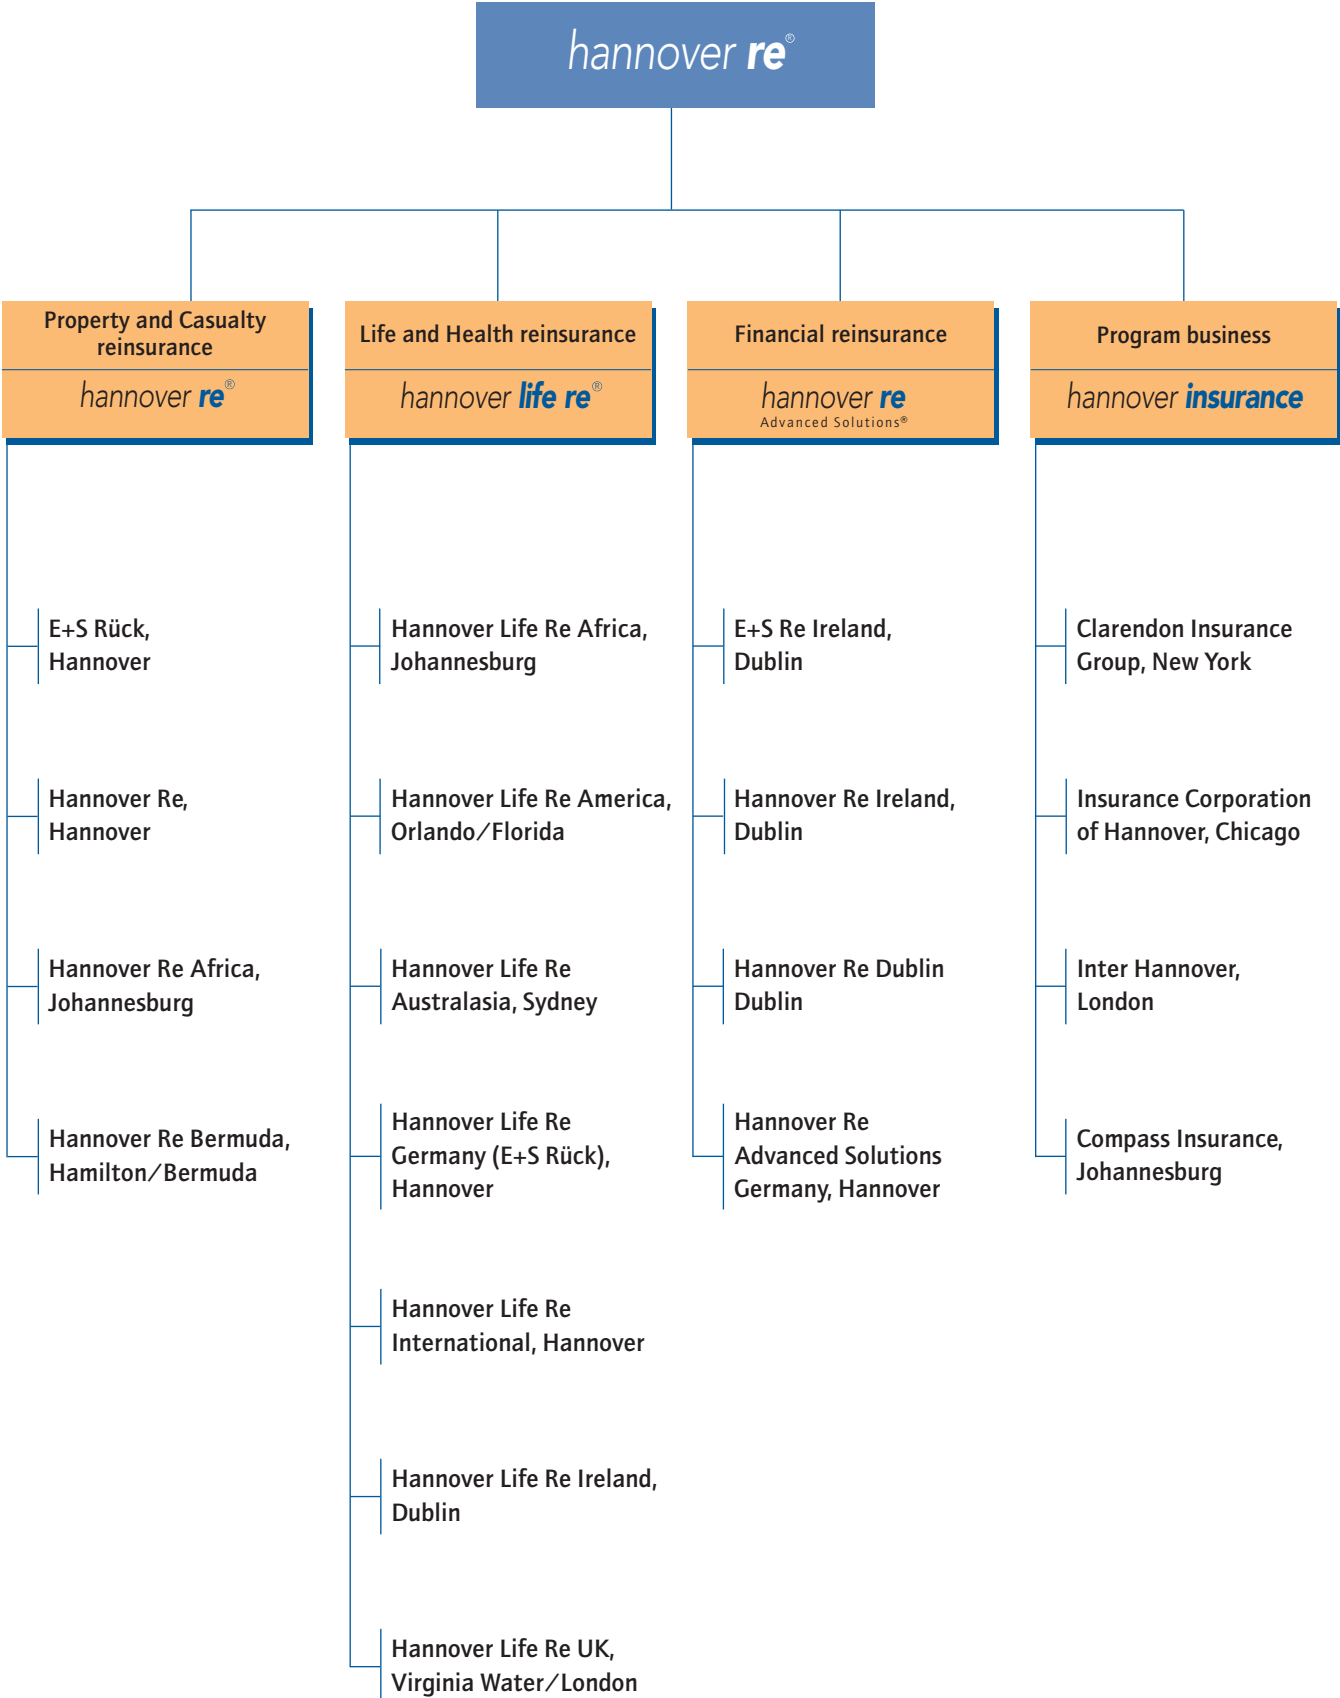 hannover re®
Property and Casualty
reinsurance
hannover re®
Life and Health reinsurance
hannover life re®
Financial reinsurance
hannover re
Advanced Solutions®
Program business
hannover insurance
E+S Rück,
Hannover
Hannover Re,
Hannover
Hannover Re Africa,
Johannesburg
Hannover Re Bermuda,
Hamilton/Bermuda
Hannover Life Re Africa,
Johannesburg
Hannover Life Re America,
Orlando/Florida
Hannover Life Re
Australasia, Sydney
Hannover Life Re
Germany (E+S Rück),
Hannover
Hannover Life Re
International, Hannover
Hannover Life Re Ireland,
Dublin
Hannover Life Re UK,
Virginia Water/London
E+S Re Ireland,
Dublin
Hannover Re Ireland,
Dublin
Hannover Re Dublin
Dublin
Hannover Re
Advanced Solutions
Germany, Hannover
Clarendon Insurance
Group, New York
Insurance Corporation
of Hannover, Chicago
Inter Hannover,
London
Compass Insurance,
Johannesburg